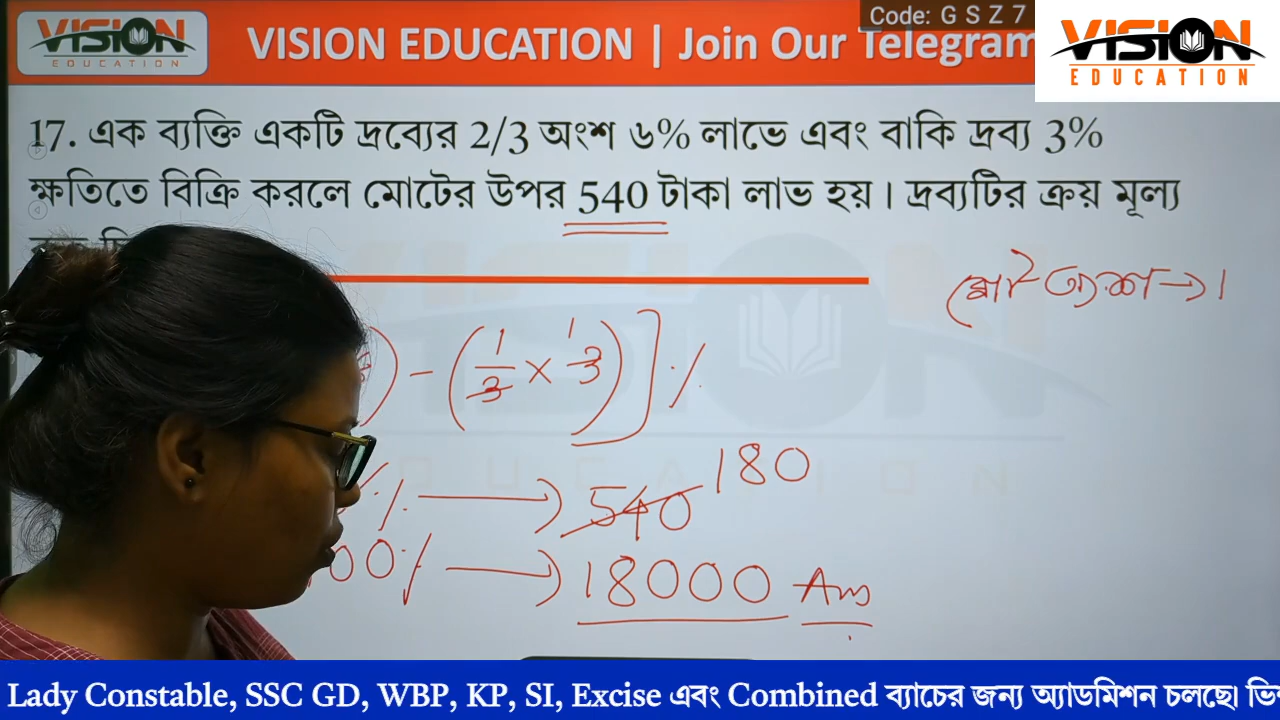 VISION
EDUCATION
VISION EDUCATION | Join Our Telegram
Code: G S Z 7
VISION
EDUCATION
17. এক ব্যক্তি একটি দ্রব্যের 2/3 অংশ ৬% লাভে এবং বাকি দ্রব্য 3%
ক্ষতিতে বিক্রি করলে মোটের উপর 540 টাকা লাভ হয়। দ্রব্যটির ক্রয় মূল্য
মোট অংশ → 1
) - (1/3 × 1 3) ] %
% → 540 180
00% → 18000 Ans
Lady Constable, SSC GD, WBP, KP, SI, Excise এবং Combined ব্যাচের জন্য অ্যাডমিশন চলছে।